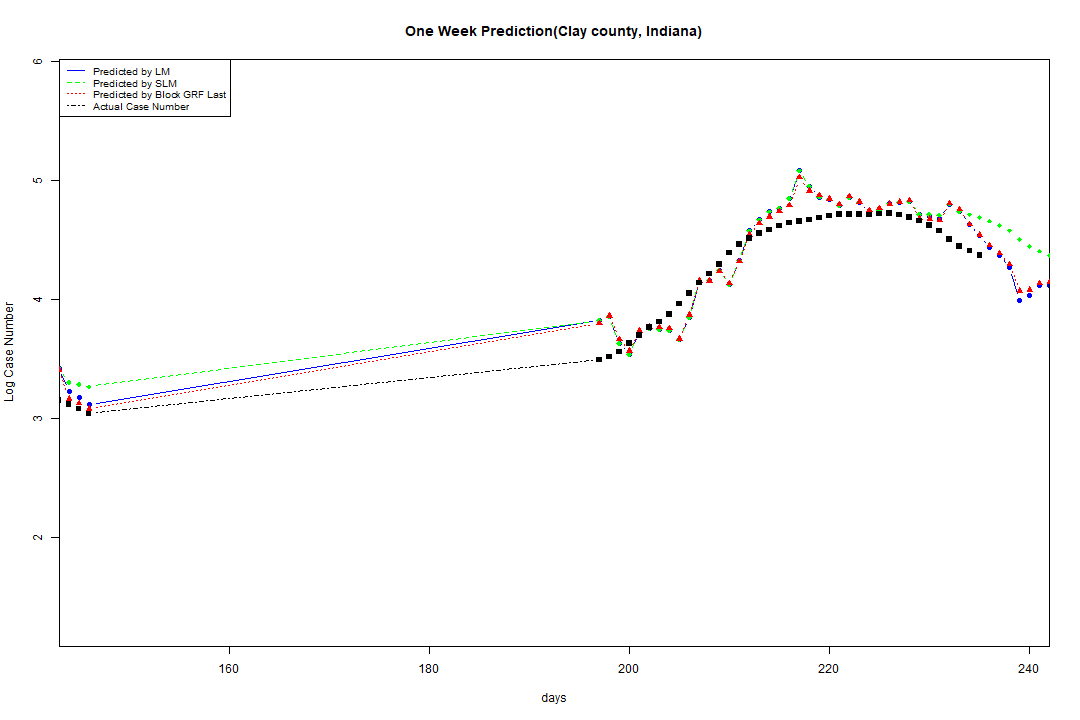 One Week Prediction(Clay county, Indiana)
Predicted by LM
Predicted by SLM
Predicted by Block GRF Last
Actual Case Number
6
5
4
3
2
Log Case Number
160 180 200 220 240
days